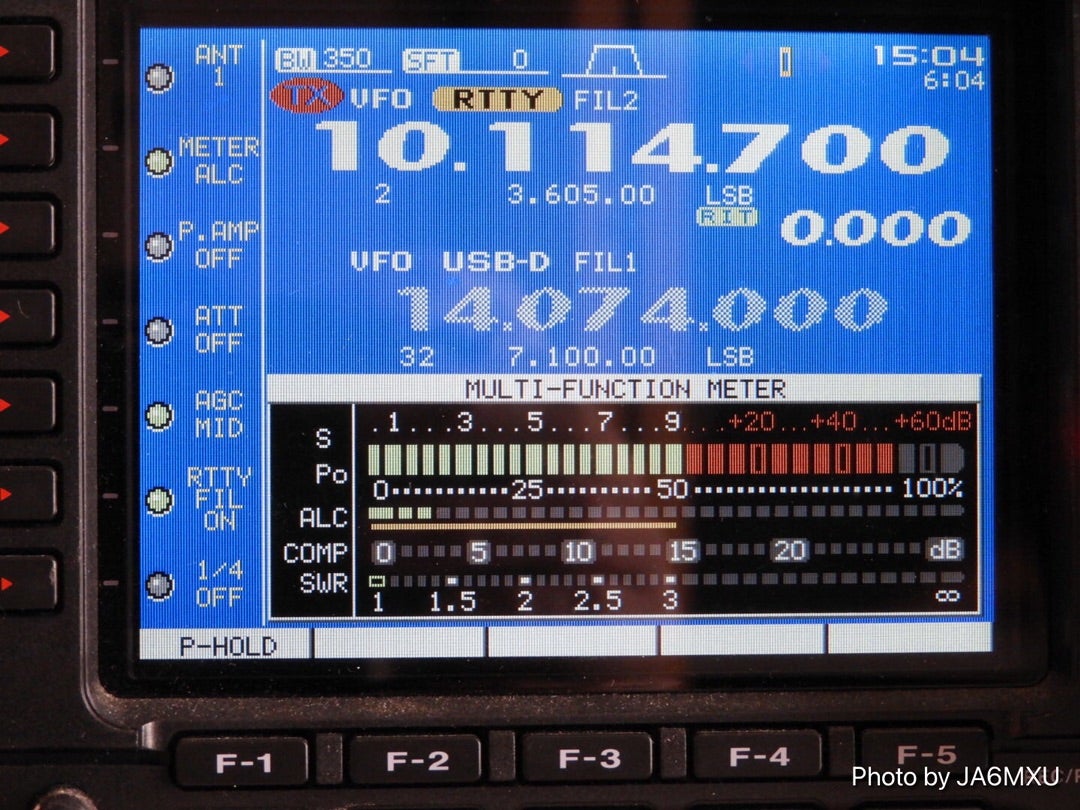 ANT
1
METER
ALC
P.AMP
OFF
ATT
OFF
AGC
MID
RTTY
FIL
ON
1/4
OFF
BW 350 SFT 0 15:04
6:04
TX VFO RTTY FIL2
10.114.700
2 3.605.00 LSB
RIT 0.000
VFO USB-D FIL1
14.074.000
32 7.100.00 LSB
MULTI-FUNCTION METER
S .1...3...5...7...9....+20...+40...+60dB
Po 0 25 50 100%
ALC
COMP 0 5 10 15 20 dB
SWR
1 1.5 2 2.5 3 ∞
P-HOLD
F-1 F-2 F-3 F-4 F-5
Photo by JA6MXU